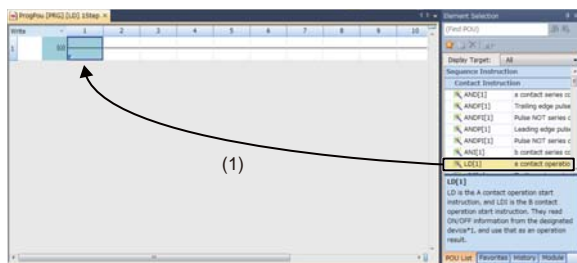 ProgPou [PRG] [LD] 1Step
Write 1 2 3 4 5 6 7 8 9 10
1 (0)
(1)
Element Selection
(Find POU)
Display Target: All
Sequence Instruction
Contact Instruction
AND[1] a contact series c
ANDF[1] Trailing edge pulse
ANDFI[1] Pulse NOT series c
ANDP[1] Leading edge pulse
ANDPI[1] Pulse NOT series c
ANI[1] b contact series c
LD[1] a contact operatio
LD[1]
LD is the A contact
operation start
instruction, and LDI is the B contact
operation start instruction. They read
ON/OFF information from the designated
device*1, and use that as an operation
result.
POU List Favorites History Module